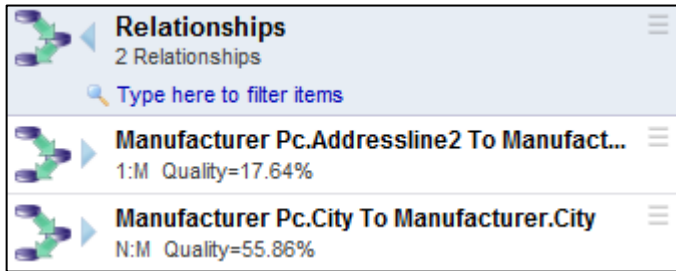 Relationships
2 Relationships
Type here to filter items
Manufacturer Pc.Addressline2 To Manufact...
1:M Quality=17.64%
Manufacturer Pc.City To Manufacturer.City
N:M Quality=55.86%